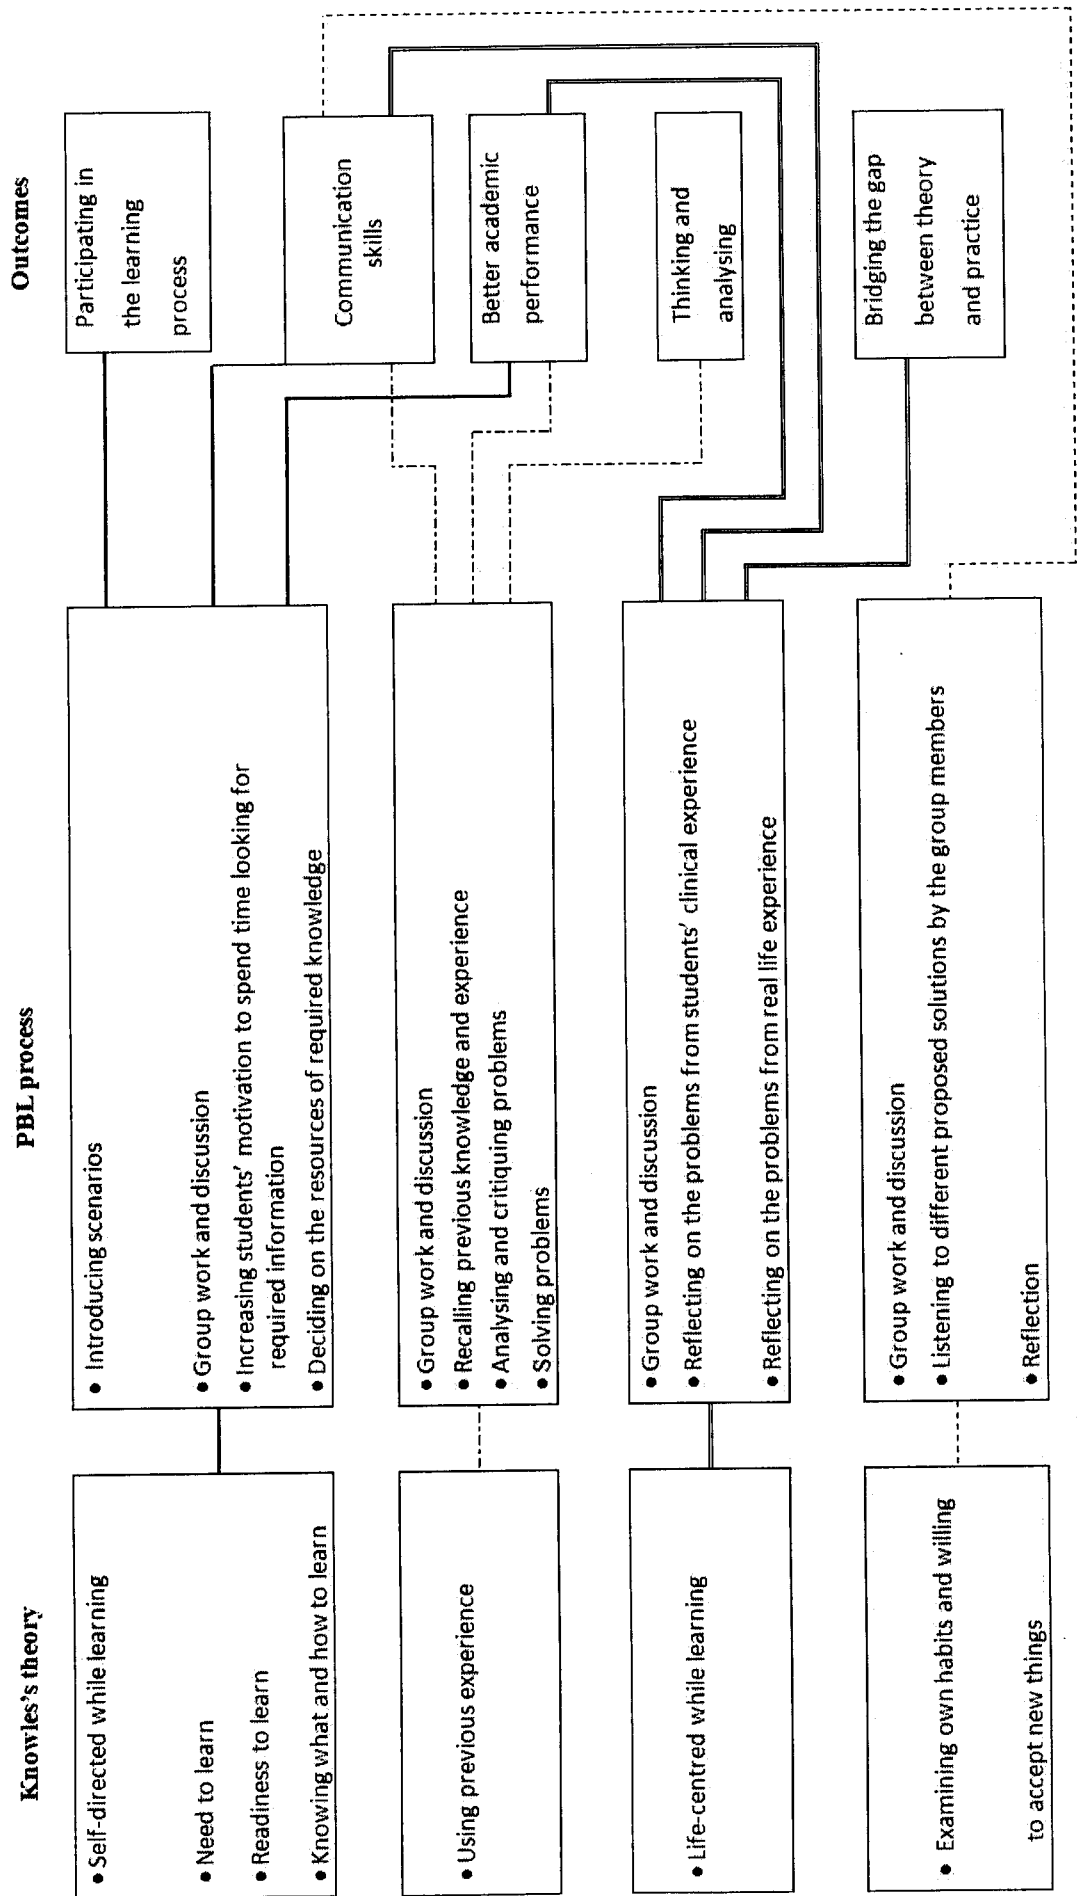 Knowles's theory
PBL process
Outcomes
• Self-directed while learning
• Need to learn
• Readiness to learn
• Knowing what and how to learn
• Introducing scenarios
• Group work and discussion
• Increasing students' motivation to spend time looking for
required information
• Deciding on the resources of required knowledge
Participating in
the learning
process
• Using previous experience
• Group work and discussion
• Recalling previous knowledge and experience
• Analysing and critiquing problems
• Solving problems
Communication
skills
Better academic
performance
• Life-centred while learning
• Group work and discussion
• Reflecting on the problems from students' clinical experience
• Reflecting on the problems from real life experience
Thinking and
analysing
• Examining own habits and willing
to accept new things
• Group work and discussion
• Listening to different proposed solutions by the group members
• Reflection
Bridging the gap
between theory
and practice